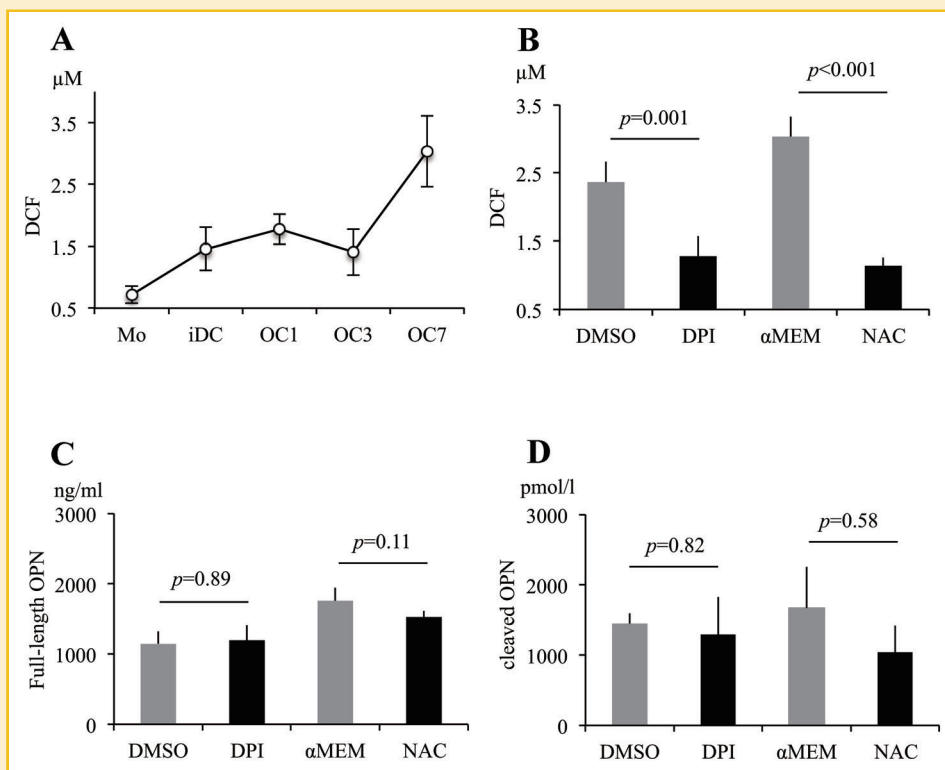 A
µM
3.5
2.5
1.5
0.5
DCF
Mo iDC OC1 OC3 OC7
B
µM
p<0.001
p=0.001
3.5
2.5
1.5
0.5
DCF
DMSO DPI αMEM NAC
C
ng/ml
3000
2000
1000
0
Full-length OPN
p=0.11
p=0.89
DMSO DPI αMEM NAC
D
pmol/l
3000
2000
1000
0
cleaved OPN
p=0.58
p=0.82
DMSO DPI αMEM NAC